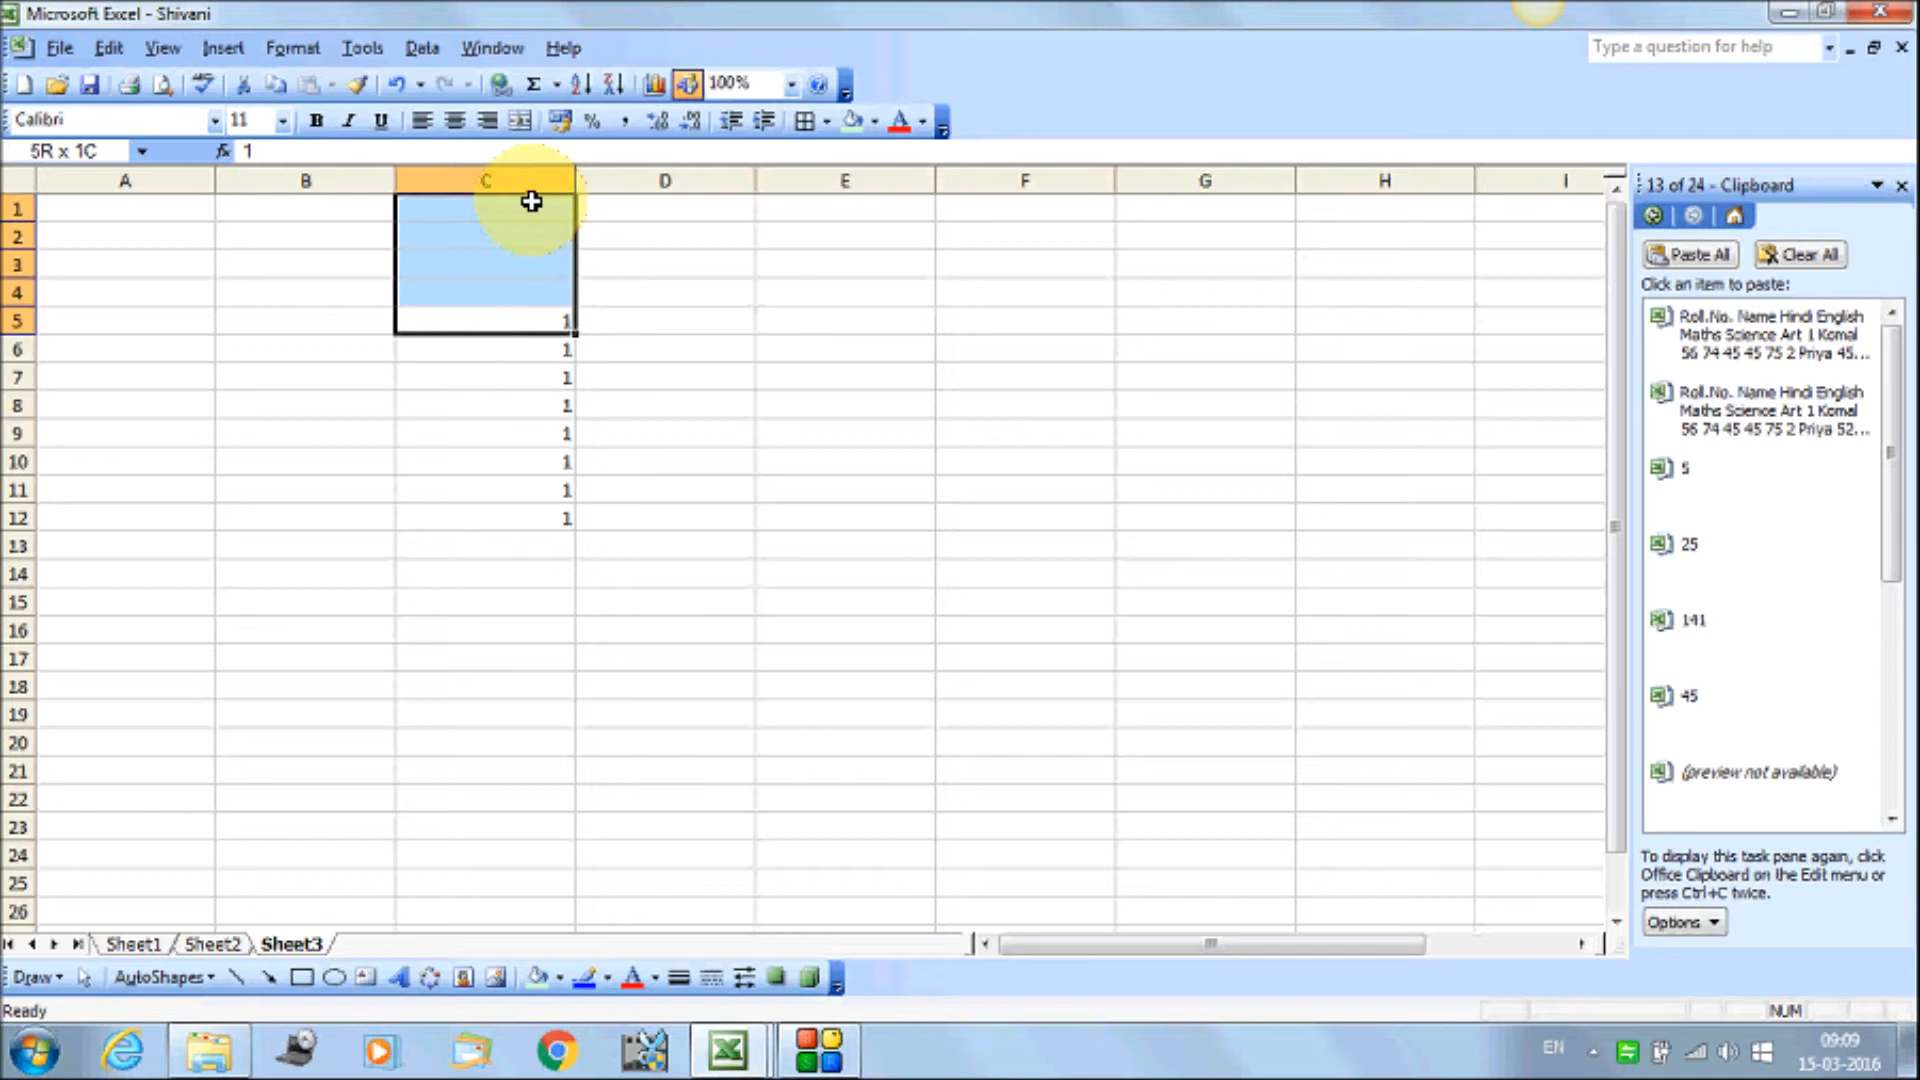 Microsoft Excel - Shivani
File Edit View Insert Format Tools Data Window Help
Type a question for help
100%
Calibri 11 B I U
5R x 1C fx 1
A B C D E F G H I
1
2
3
4
5 1
6 1
7 1
8 1
9 1
10 1
11 1
12 1
13
14
15
16
17
18
19
20
21
22
23
24
25
26
13 of 24 - Clipboard
Paste All Clear All
Click an item to paste:
Roll.No. Name Hindi English
Maths Science Art 1 Komal
56 74 45 45 75 2 Priya 45...
Roll.No. Name Hindi English
Maths Science Art 1 Komal
56 74 45 45 75 2 Priya 52...
5
25
141
45
(preview not available)
To display this task pane again, click
Office Clipboard on the Edit menu or
press Ctrl+C twice.
Options
Sheet1 Sheet2 Sheet3
Draw AutoShapes
Ready NUM
EN 09:09
15-03-2016